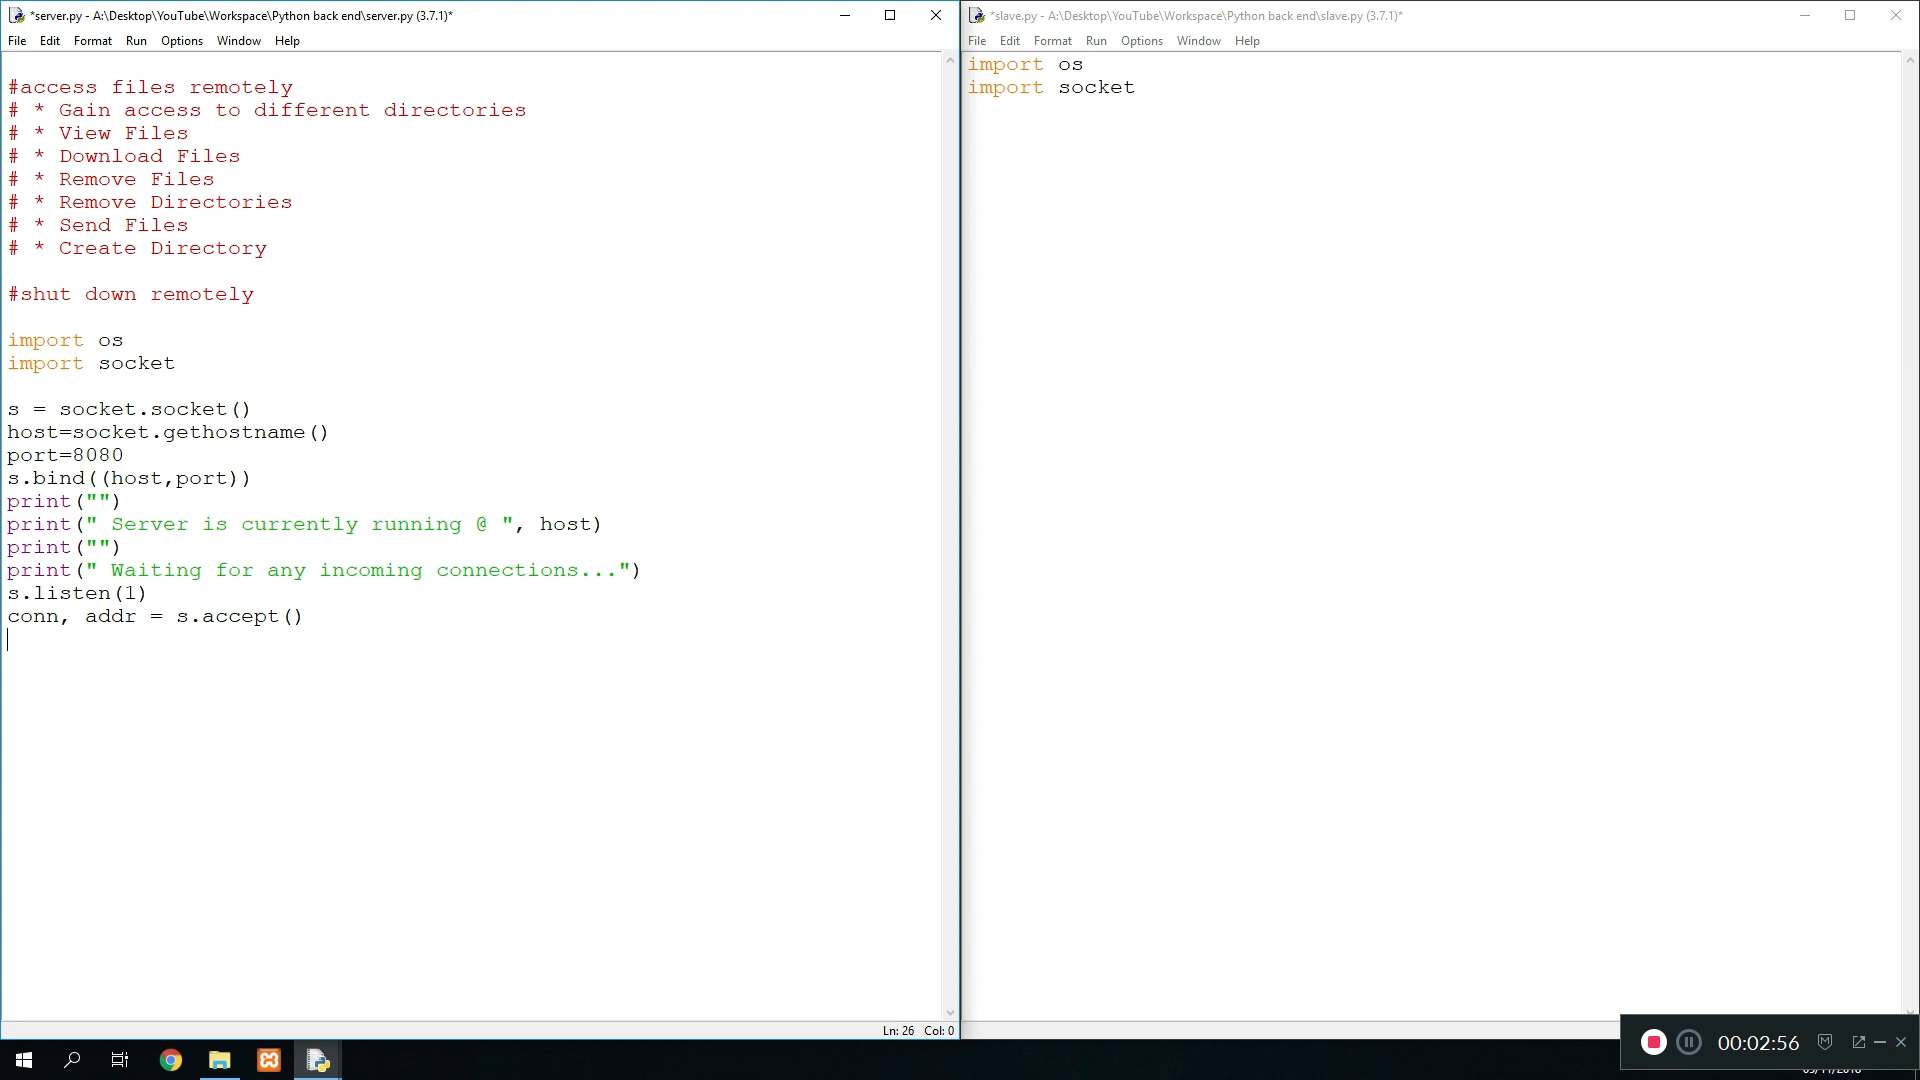 *server.py - A:\Desktop\YouTube\Workspace\Python back end\server.py (3.7.1)*
File Edit Format Run Options Window Help
#access files remotely
# * Gain access to different directories
# * View Files
# * Download Files
# * Remove Files
# * Remove Directories
# * Send Files
# * Create Directory
#shut down remotely
import os
import socket
s = socket.socket()
host=socket.gethostname()
port=8080
s.bind((host,port))
print("")
print(" Server is currently running @ ", host)
print("")
print(" Waiting for any incoming connections...")
s.listen(1)
conn, addr = s.accept()
Ln: 26 Col: 0
*slave.py - A:\Desktop\YouTube\Workspace\Python back end\slave.py (3.7.1)*
File Edit Format Run Options Window Help
import os
import socket
00:02:56